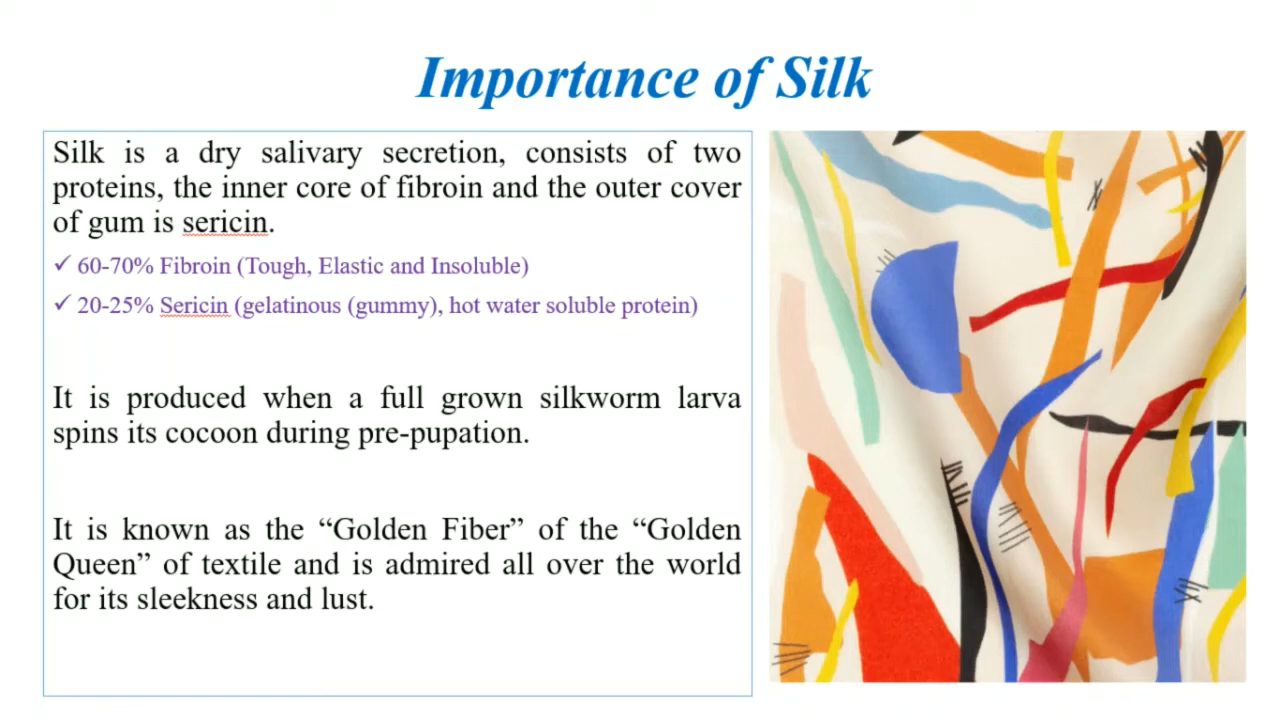 Importance of Silk
Silk is a dry salivary secretion, consists of two
proteins, the inner core of fibroin and the outer cover
of gum is sericin.
✓ 60-70% Fibroin (Tough, Elastic and Insoluble)
✓ 20-25% Sericin (gelatinous (gummy), hot water soluble protein)
It is produced when a full grown silkworm larva
spins its cocoon during pre-pupation.
It is known as the “Golden Fiber” of the “Golden
Queen” of textile and is admired all over the world
for its sleekness and lust.